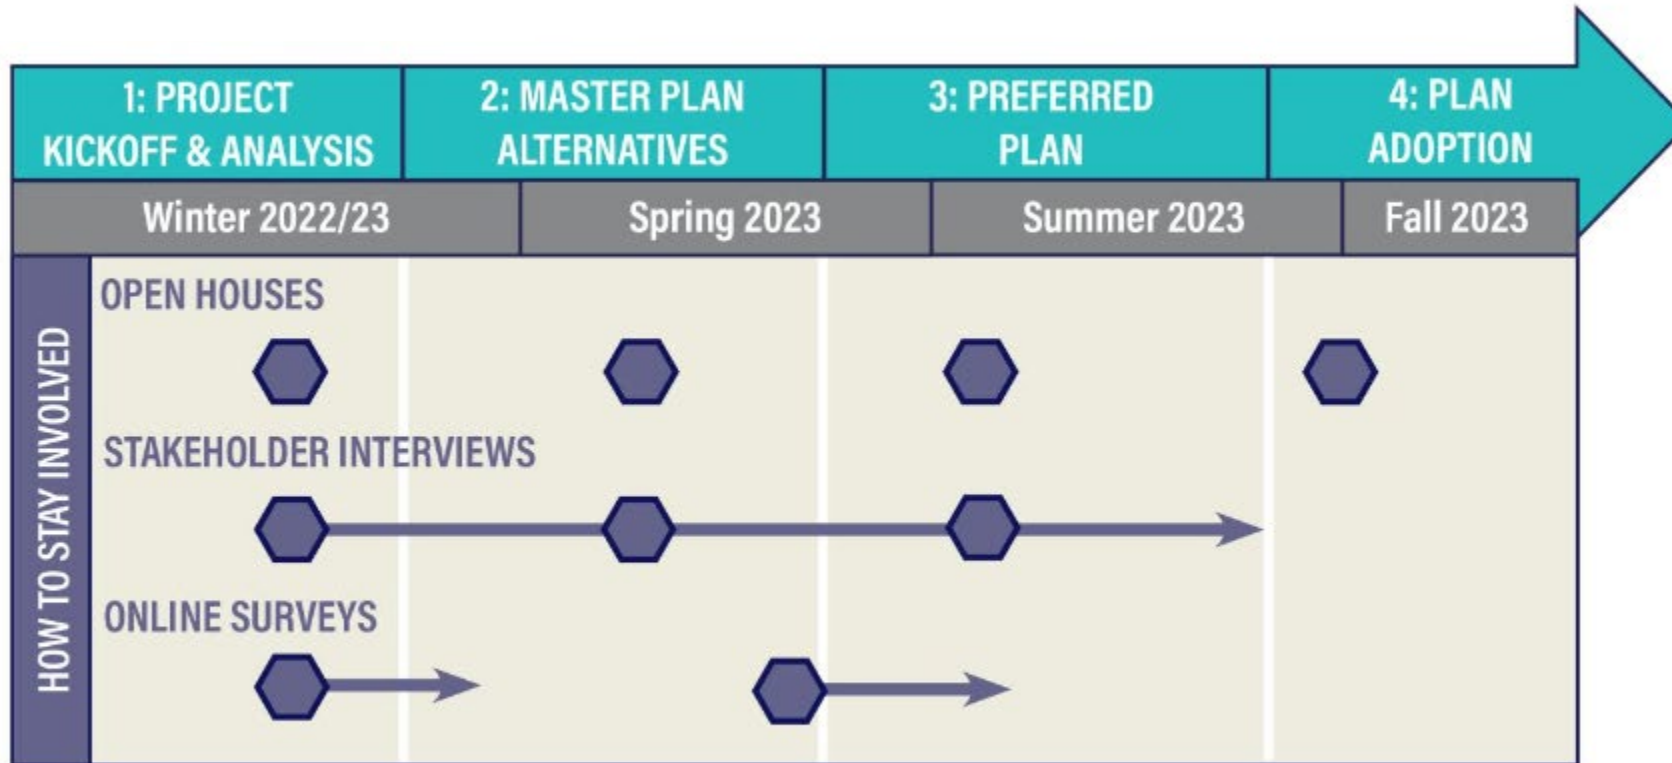 1: PROJECT
KICKOFF & ANALYSIS
2: MASTER PLAN
ALTERNATIVES
3: PREFERRED
PLAN
4: PLAN
ADOPTION
Winter 2022/23
Spring 2023
Summer 2023
Fall 2023
HOW TO STAY INVOLVED
OPEN HOUSES
STAKEHOLDER INTERVIEWS
ONLINE SURVEYS